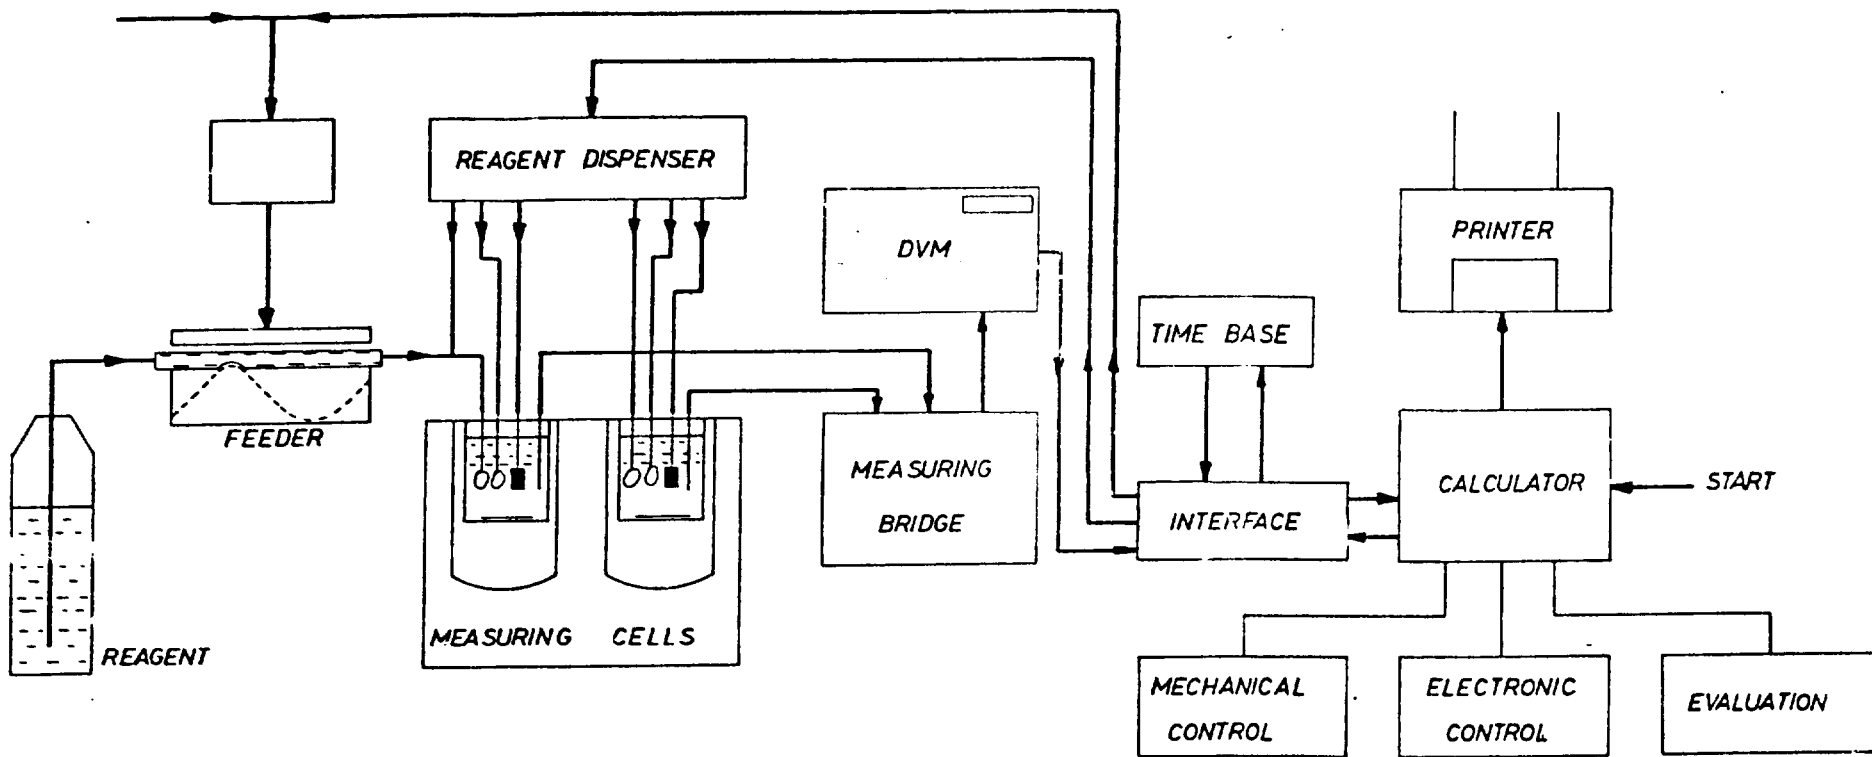 REAGENT DISPENSER
DVM
PRINTER
TIME BASE
FEEDER
MEASURING
BRIDGE
INTERFACE
CALCULATOR
START
MEASURING CELLS
REAGENT
MECHANICAL
CONTROL
ELECTRONIC
CONTROL
EVALUATION